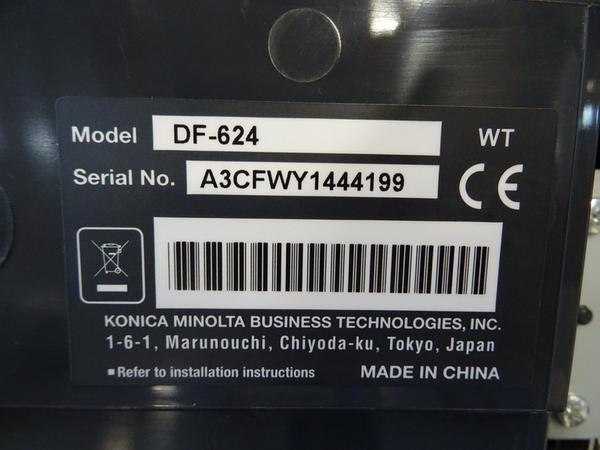 Model DF-624 WT
Serial No. A3CFWY1444199 CE
KONICA MINOLTA BUSINESS TECHNOLOGIES, INC.
1-6-1, Marunouchi, Chiyoda-ku, Tokyo, Japan
■Refer to installation instructions MADE IN CHINA